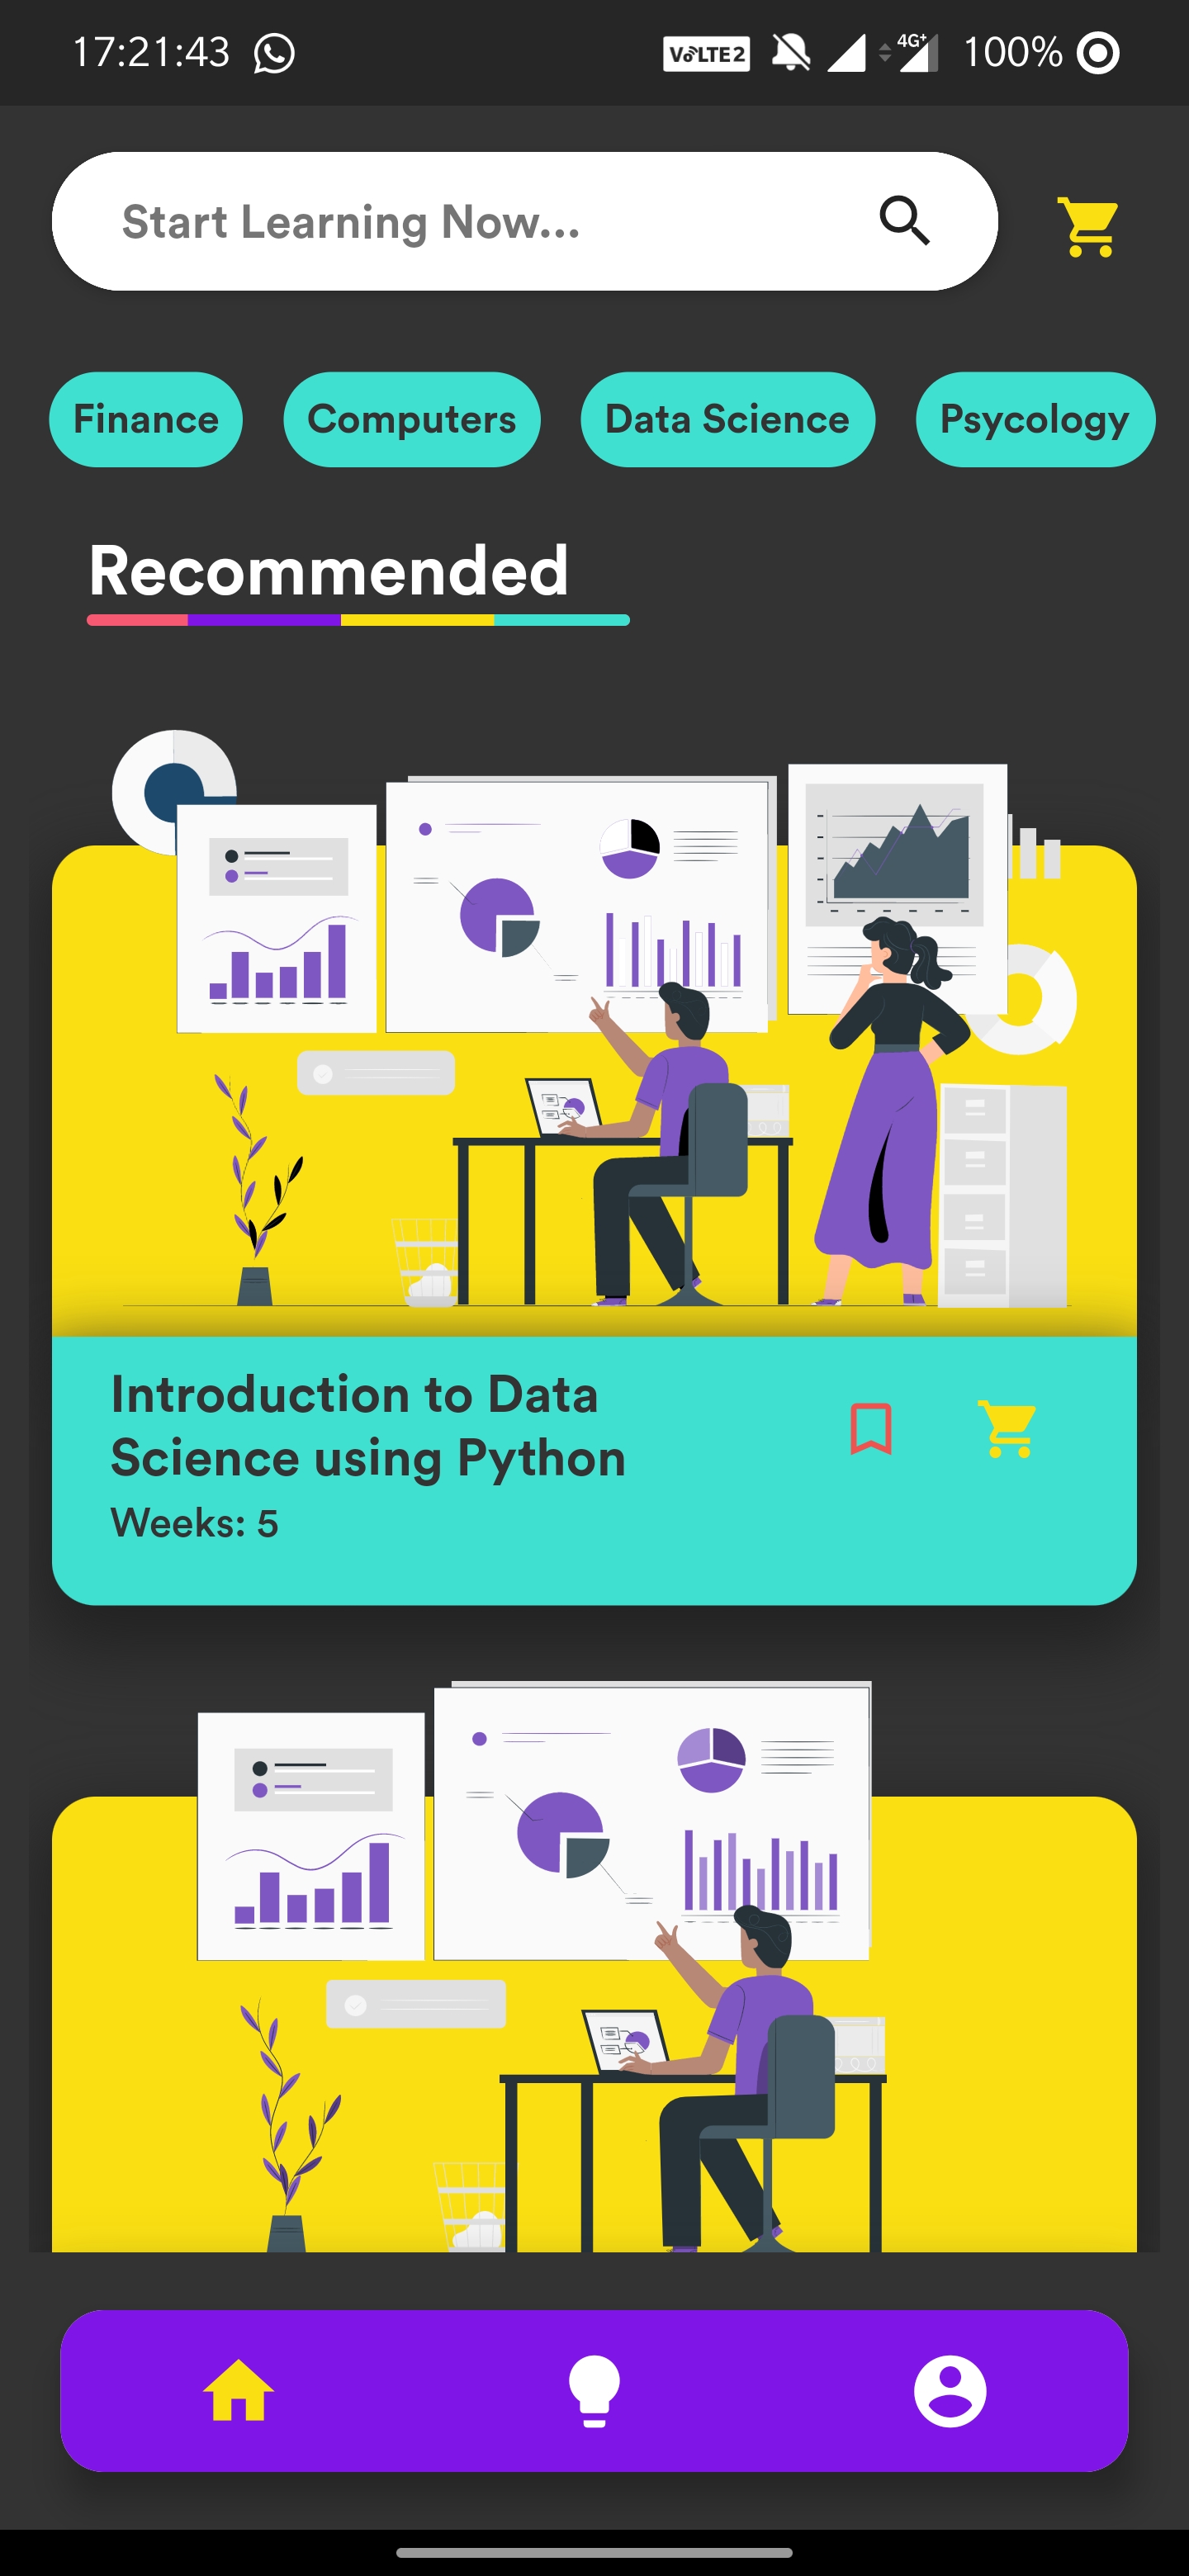 17:21:43
VoLTE2 4G+ 100%
Start Learning Now...
Finance Computers Data Science Psycology
Recommended
Introduction to Data
Science using Python
Weeks: 5